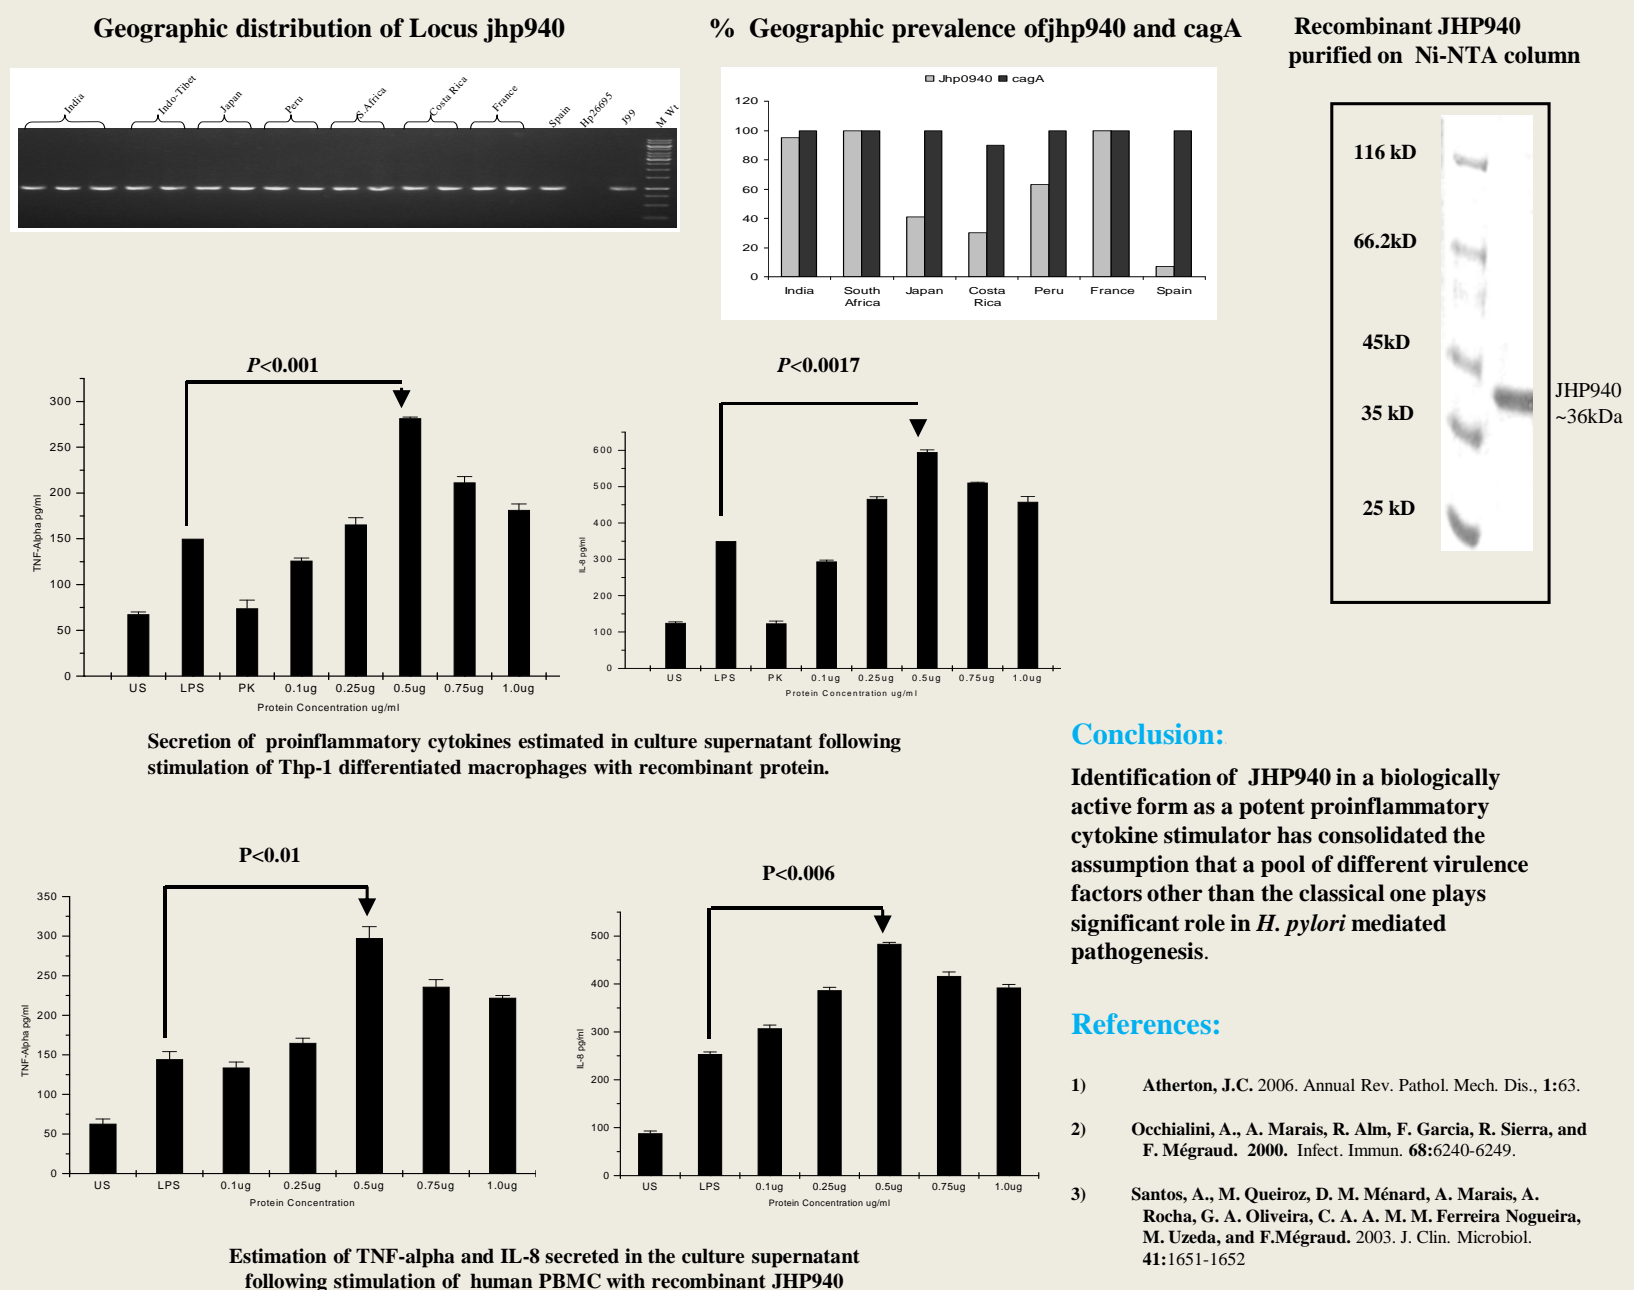 Geographic distribution of Locus jhp940
India
Indo-Tibet
Japan
Peru
S.Africa
Costa Rica
France
Spain
Hp26695
J99
M Wt
% Geographic prevalence ofjhp940 and cagA
Jhp0940 cagA
120
100
80
60
40
20
0
India South Africa Japan Costa Rica Peru France Spain
Recombinant JHP940
purified on Ni-NTA column
116 kD
66.2kD
45kD
35 kD
25 kD
JHP940
~36kDa
P<0.001
TNF-Alpha pg/ml
300
250
200
150
100
50
0
US LPS PK 0.1ug 0.25ug 0.5ug 0.75ug 1.0ug
Protein Concentration ug/ml
P<0.0017
IL-8 pg/ml
600
500
400
300
200
100
0
US LPS PK 0.1ug 0.25ug 0.5ug 0.75ug 1.0ug
Protein Concentration ug/ml
Secretion of proinflammatory cytokines estimated in culture supernatant following
stimulation of Thp-1 differentiated macrophages with recombinant protein.
P<0.01
TNF-Alpha pg/ml
350
300
250
200
150
100
50
0
US LPS 0.1ug 0.25ug 0.5ug 0.75ug 1.0ug
Protein Concentration
P<0.006
IL-8 pg/ml
500
400
300
200
100
0
US LPS 0.1ug 0.25ug 0.5ug 0.75ug 1.0ug
Protein Concentration ug/ml
Estimation of TNF-alpha and IL-8 secreted in the culture supernatant
following stimulation of human PBMC with recombinant JHP940
Conclusion:
Identification of JHP940 in a biologically
active form as a potent proinflammatory
cytokine stimulator has consolidated the
assumption that a pool of different virulence
factors other than the classical one plays
significant role in H. pylori mediated
pathogenesis.
References:
1) Atherton, J.C. 2006. Annual Rev. Pathol. Mech. Dis., 1:63.
2) Occhialini, A., A. Marais, R. Alm, F. Garcia, R. Sierra, and
F. Mégraud. 2000. Infect. Immun. 68:6240-6249.
3) Santos, A., M. Queiroz, D. M. Ménard, A. Marais, A.
Rocha, G. A. Oliveira, C. A. A. M. M. Ferreira Nogueira,
M. Uzeda, and F.Mégraud. 2003. J. Clin. Microbiol.
41:1651-1652